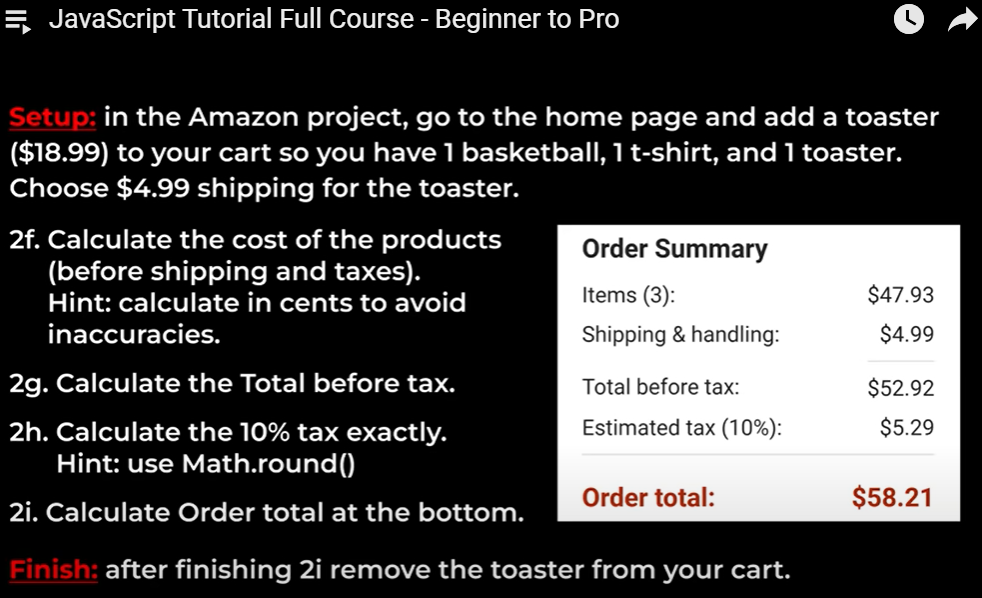 JavaScript Tutorial Full Course - Beginner to Pro
Setup: in the Amazon project, go to the home page and add a toaster
($18.99) to your cart so you have 1 basketball, 1 t-shirt, and 1 toaster.
Choose $4.99 shipping for the toaster.
2f. Calculate the cost of the products
(before shipping and taxes).
Hint: calculate in cents to avoid
inaccuracies.
2g. Calculate the Total before tax.
2h. Calculate the 10% tax exactly.
Hint: use Math.round()
2i. Calculate Order total at the bottom.
Order Summary
Items (3): $47.93
Shipping & handling: $4.99
Total before tax: $52.92
Estimated tax (10%): $5.29
Order total: $58.21
Finish: after finishing 2i remove the toaster from your cart.